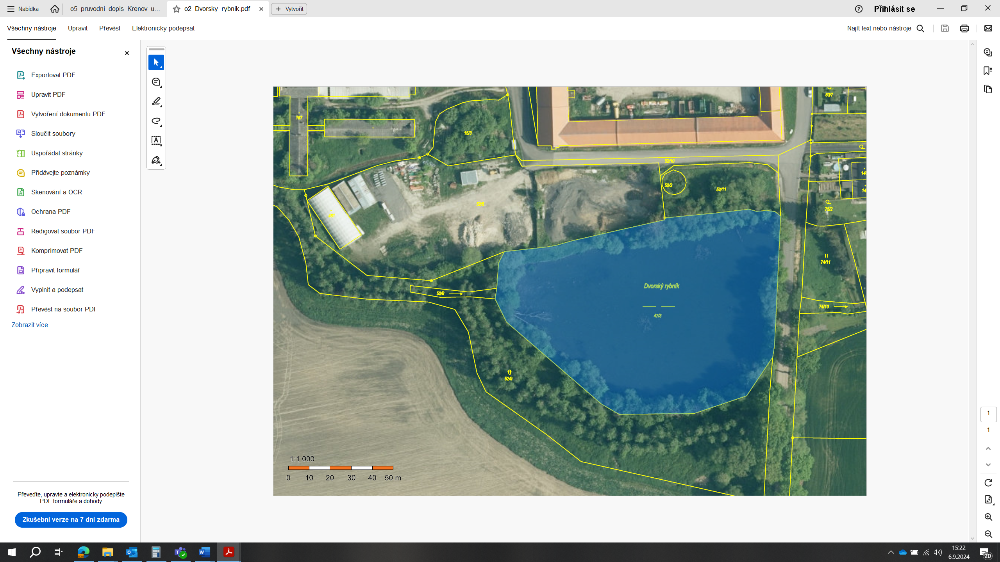 Nabídka
o5_pruvodni_dopis_Krenov_u...
o2_Dvorsky_rybnik.pdf
Vytvořit
Přihlásit se
Všechny nástroje
Upravit
Převést
Elektronicky podepsat
Najít text nebo nástroje
Všechny nástroje
Exportovat PDF
Upravit PDF
Vytvoření dokumentu PDF
Sloučit soubory
Uspořádat stránky
Přidávejte poznámky
Skenování a OCR
Ochrana PDF
Redigovat soubor PDF
Komprimovat PDF
Připravit formulář
Vyplnit a podepsat
Převést na soubor PDF
Zobrazit více
Převeďte, upravte a elektronicky podepište
PDF formuláře a dohody
Zkušební verze na 7 dní zdarma
80/7
157
15/3
52/10
52/2
52/11
52/5
75/2
74/11
52/8
Dvorský rybník
47/3
74/10
52/9
1:1 000
0 10 20 30 40 50 m
1
1
15:22
6.9.2024
20